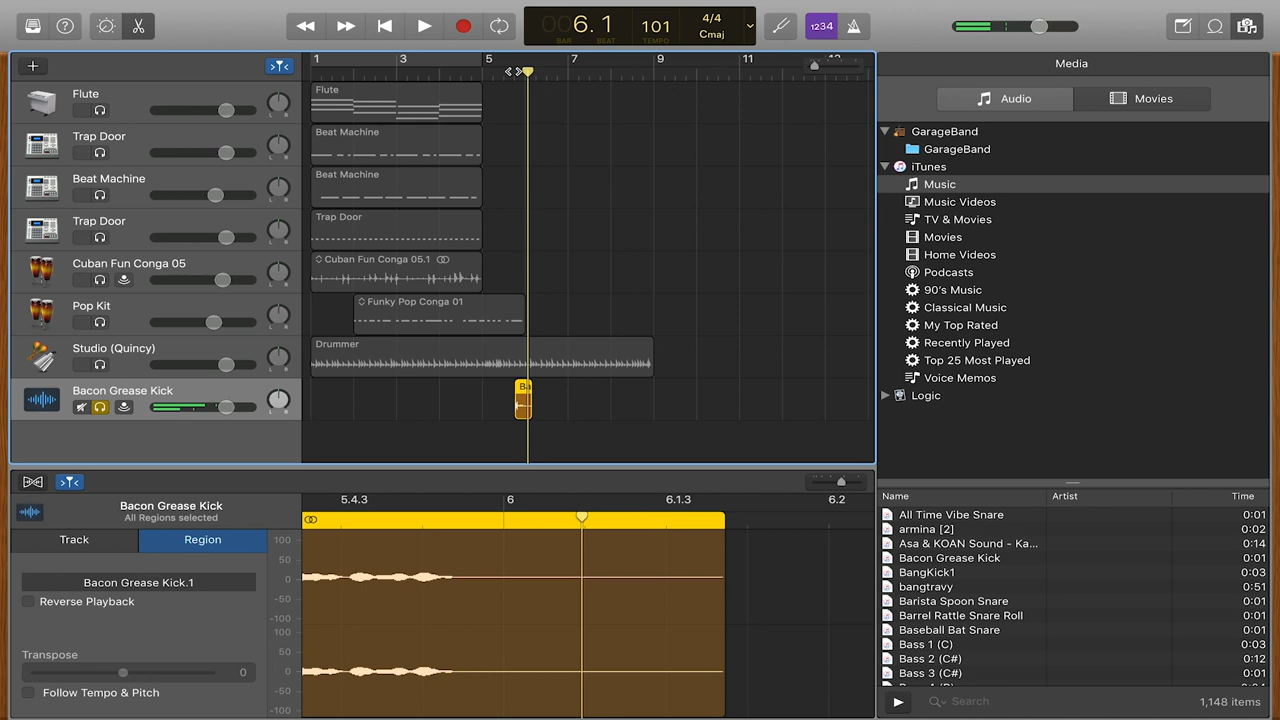 6. 1
BAR
BEAT
101
TEMPO
4/4
Cmaj
1234
1
3
5
7
9
11
Flute
Trap Door
Beat Machine
Trap Door
Cuban Fun Conga 05
Pop Kit
Studio (Quincy)
Bacon Grease Kick
Flute
Beat Machine
Beat Machine
Trap Door
Cuban Fun Conga 05.1
Funky Pop Conga 01
Drummer
Ba
Media
Audio
Movies
GarageBand
GarageBand
iTunes
Music
Music Videos
TV & Movies
Movies
Home Videos
Podcasts
90's Music
Classical Music
My Top Rated
Recently Played
Top 25 Most Played
Voice Memos
Logic
Bacon Grease Kick
All Regions selected
Track
Region
Bacon Grease Kick.1
Reverse Playback
Transpose
0
Follow Tempo & Pitch
5.4.3
6
6.1.3
6.2
100
50
0
-50
-100
100
50
0
-50
-100
Name Artist Time
All Time Vibe Snare 0:01
armina [2] 0:02
Asa & KOAN Sound - Ka... 0:14
Bacon Grease Kick 0:01
BangKick1 0:03
bangtravy 0:51
Barista Spoon Snare 0:01
Barrel Rattle Snare Roll 0:01
Baseball Bat Snare 0:01
Bass 1 (C) 0:03
Bass 2 (C#) 0:12
Bass 3 (C#) 0:03
Search
1,148 items